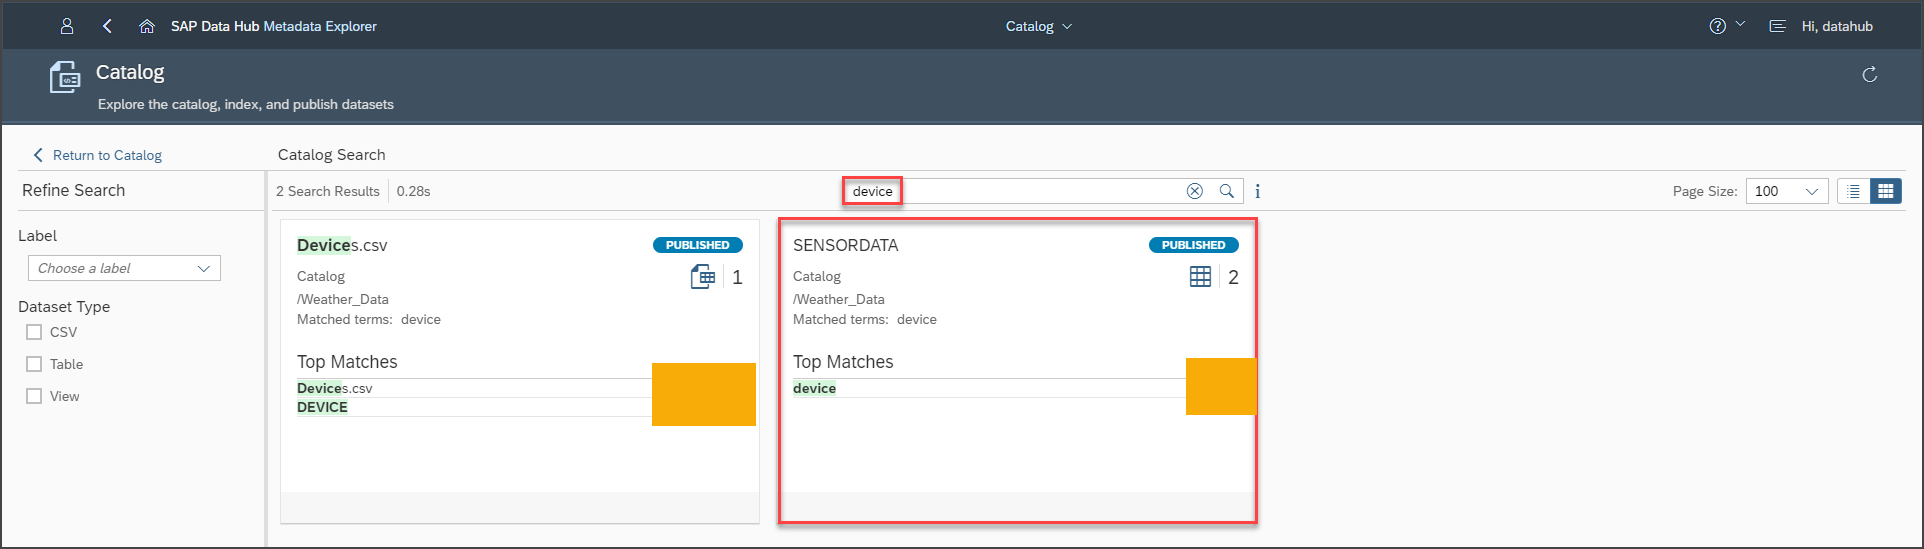 SAP Data Hub Metadata Explorer
Catalog
Hi, datahub
Catalog
Explore the catalog, index, and publish datasets
Return to Catalog
Catalog Search
Refine Search
2 Search Results
0.28s
device
Page Size:
100
Label
Choose a label
Dataset Type
CSV
Table
View
Devices.csv
PUBLISHED
Catalog
1
/Weather_Data
Matched terms: device
Top Matches
Devices.csv
DEVICE
SENSORDATA
PUBLISHED
Catalog
2
/Weather_Data
Matched terms: device
Top Matches
device